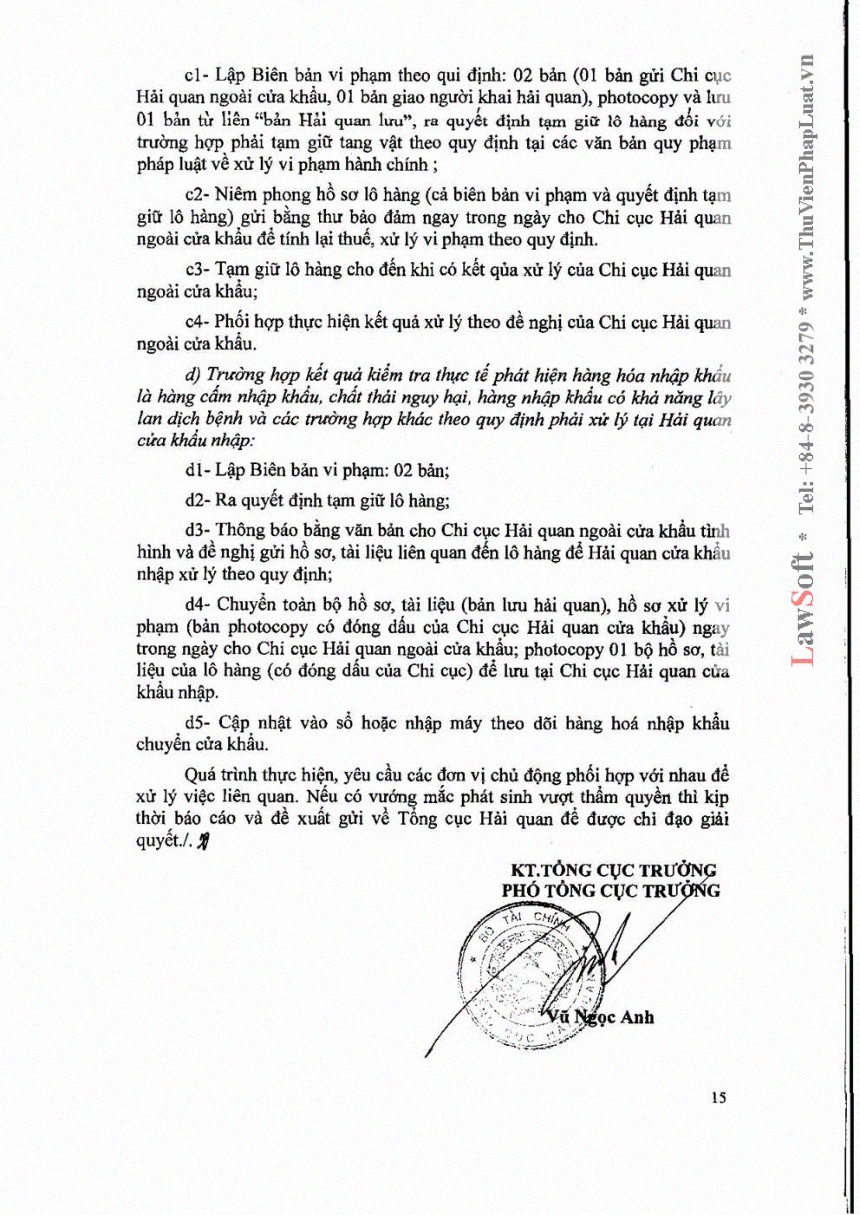 c1- Lập Biên bản vi phạm theo qui định: 02 bản (01 bản gửi Chi cục
Hải quan ngoài cửa khẩu, 01 bản giao người khai hải quan), photocopy và lưu
01 bản từ liên “bản Hải quan lưu”, ra quyết định tạm giữ lô hàng đối với
trường hợp phải tạm giữ tang vật theo quy định tại các văn bản quy phạm
pháp luật về xử lý vi phạm hành chính ;
c2- Niêm phong hồ sơ lô hàng (cả biên bản vi phạm và quyết định tạm
giữ lô hàng) gửi bằng thư bảo đảm ngay trong ngày cho Chi cục Hải quan
ngoài cửa khẩu để tính lại thuế, xử lý vi phạm theo quy định.
c3- Tạm giữ lô hàng cho đến khi có kết qủa xử lý của Chi cục Hải quan
ngoài cửa khẩu;
c4- Phối hợp thực hiện kết quả xử lý theo đề nghị của Chi cục Hải quan
ngoài cửa khẩu.
d) Trường hợp kết quả kiểm tra thực tế phát hiện hàng hóa nhập khẩu
là hàng cấm nhập khẩu, chất thải nguy hại, hàng nhập khẩu có khả năng lây
lan dịch bệnh và các trường hợp khác theo quy định phải xử lý tại Hải quan
cửa khẩu nhập:
d1- Lập Biên bản vi phạm: 02 bản;
d2- Ra quyết định tạm giữ lô hàng;
d3- Thông báo bằng văn bản cho Chi cục Hải quan ngoài cửa khẩu tình
hình và đề nghị gửi hồ sơ, tài liệu liên quan đến lô hàng để Hải quan cửa khẩu
nhập xử lý theo quy định;
d4- Chuyển toàn bộ hồ sơ, tài liệu (bản lưu hải quan), hồ sơ xử lý vi
phạm (bản photocopy có đóng dấu của Chi cục Hải quan cửa khẩu) ngay
trong ngày cho Chi cục Hải quan ngoài cửa khẩu; photocopy 01 bộ hồ sơ, tài
liệu của lô hàng (có đóng dấu của Chi cục) để lưu tại Chi cục Hải quan cửa
khẩu nhập.
d5- Cập nhật vào sổ hoặc nhập máy theo dõi hàng hoá nhập khẩu
chuyển cửa khẩu.
Quá trình thực hiện, yêu cầu các đơn vị chủ động phối hợp với nhau để
xử lý việc liên quan. Nếu có vướng mắc phát sinh vượt thẩm quyền thì kịp
thời báo cáo và đề xuất gửi về Tổng cục Hải quan để được chỉ đạo giải
quyết./.
KT.TỔNG CỤC TRƯỞNG
PHÓ TỔNG CỤC TRƯỞNG
BỘ TÀI CHÍNH
Vũ Ngọc Anh
15
LawSoft * Tel: +84-8-3930 3279 * www.ThuVienPhapLuat.vn